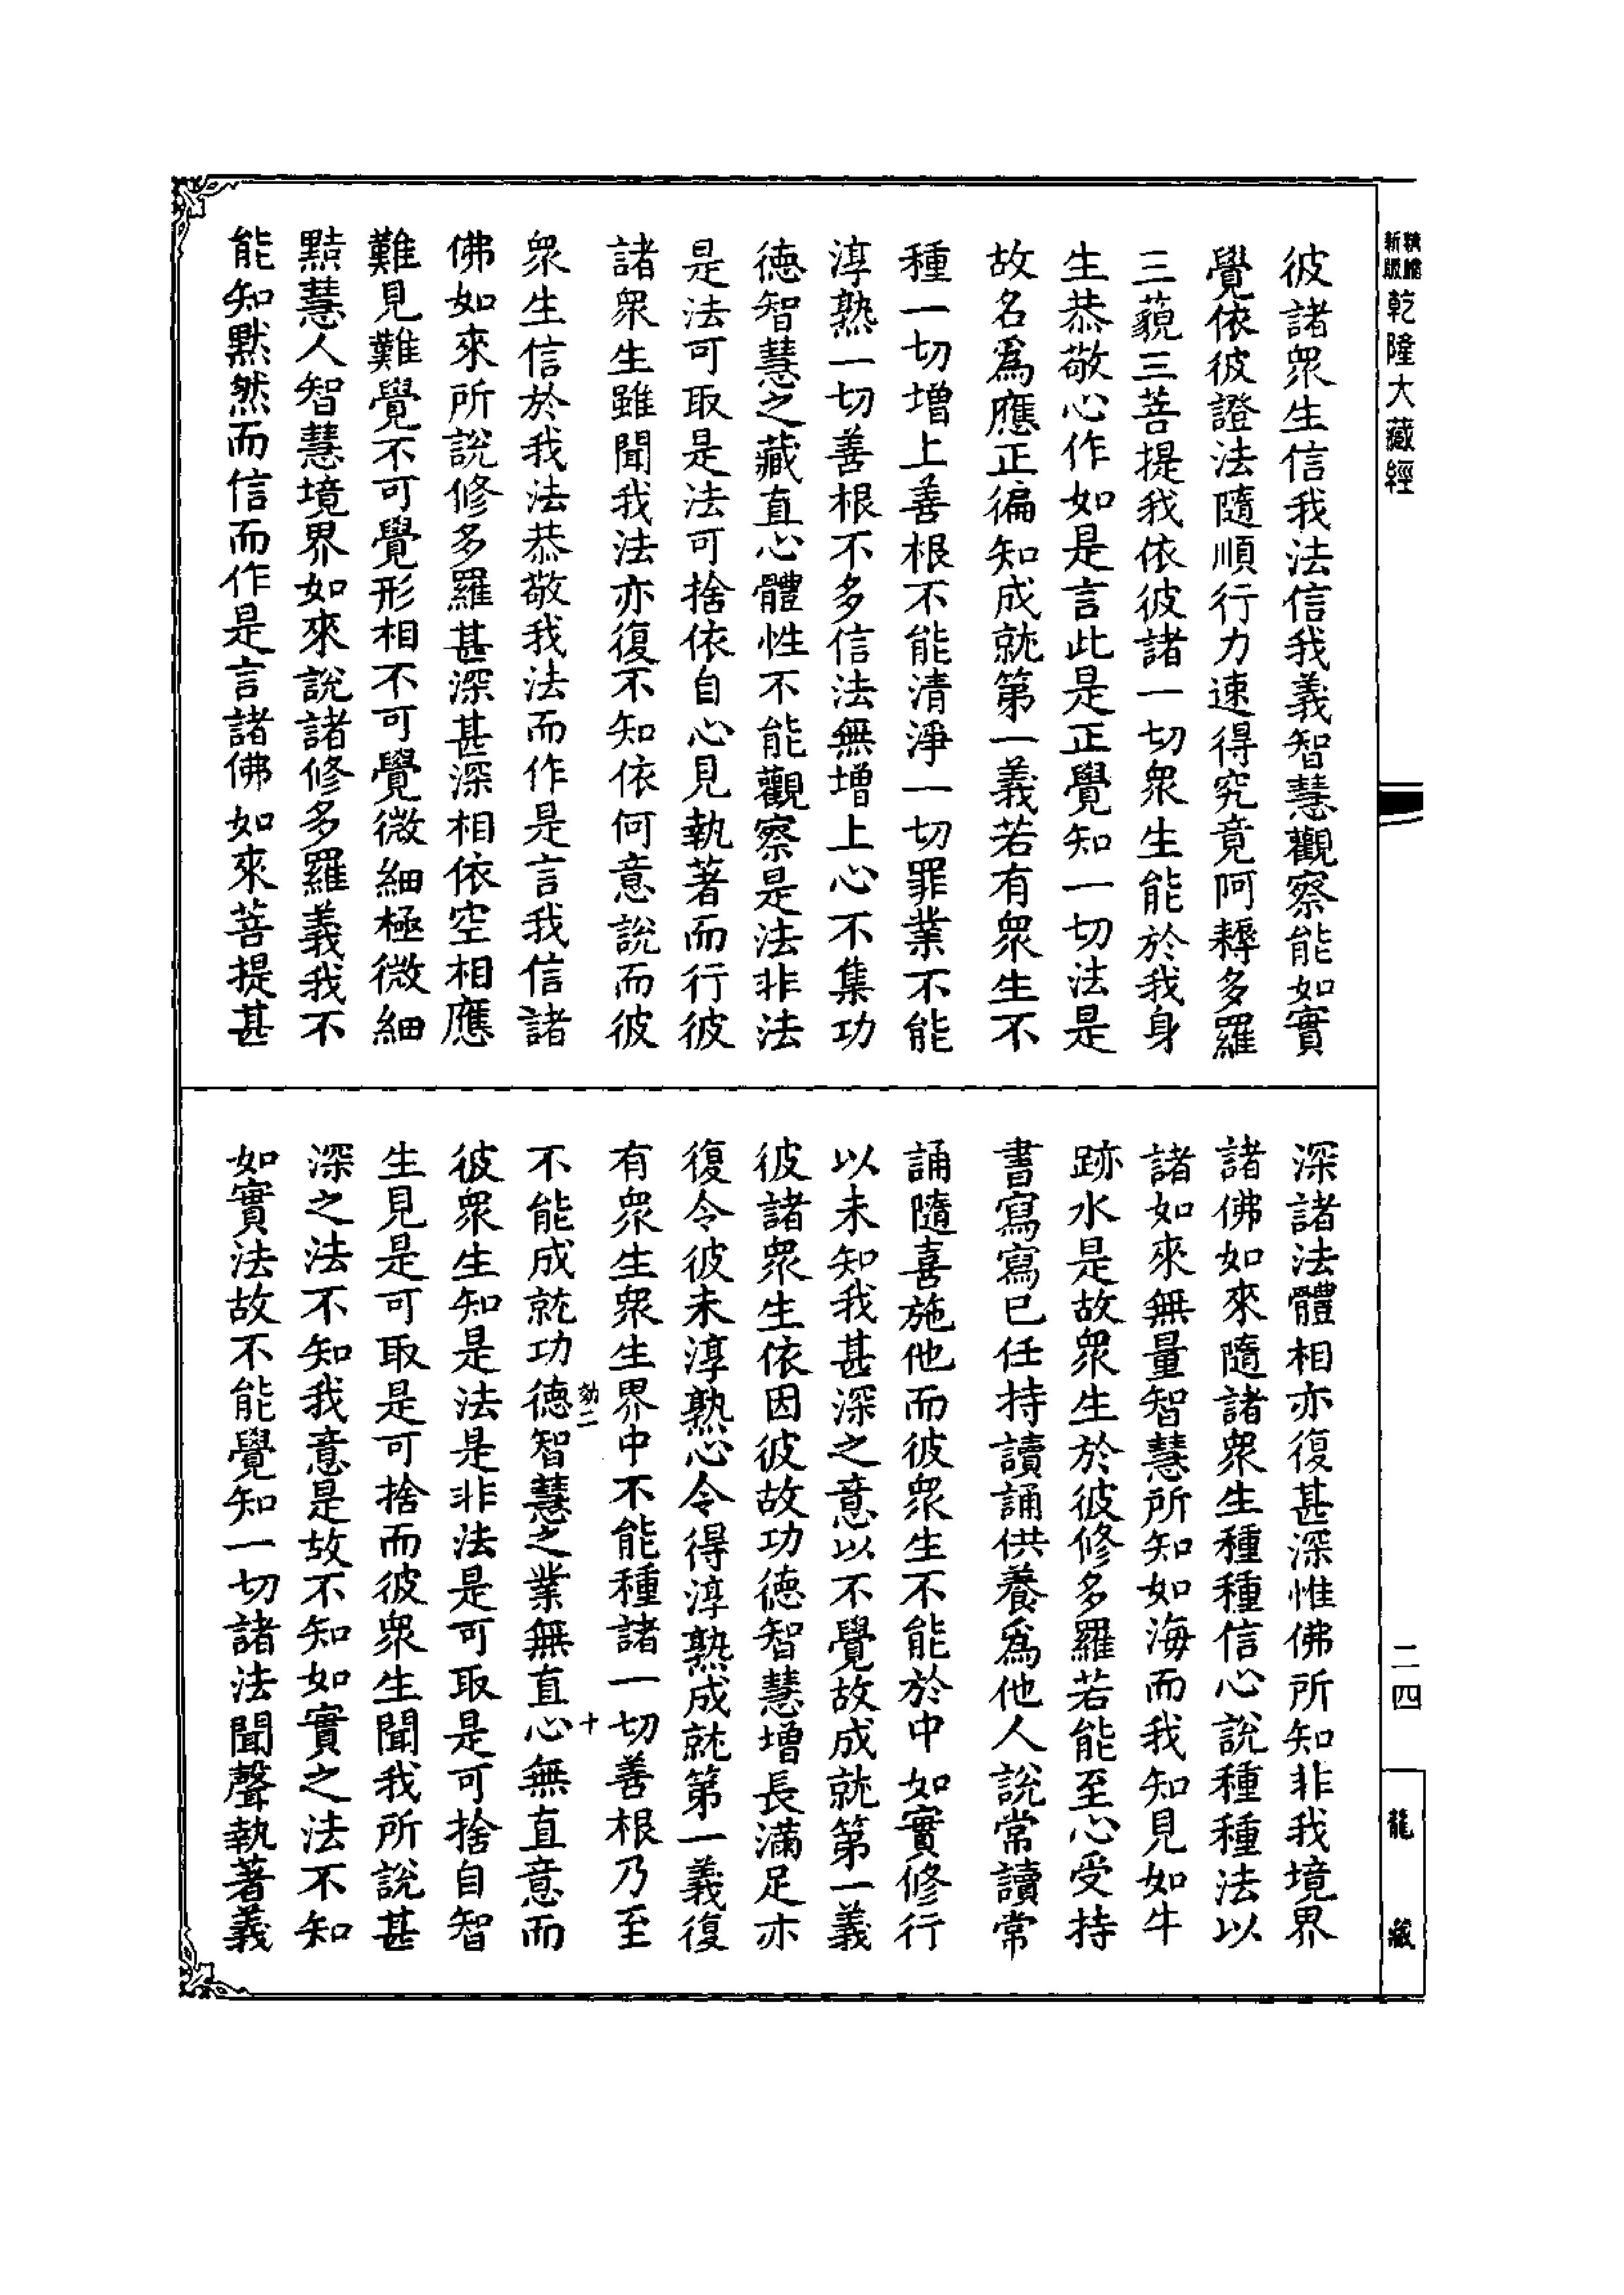 新版
乾隆大藏經
彼諸眾生信我法信我義智慧觀察能如實
覺依彼證法隨順行力速得究竟阿耨多羅
三藐三菩提我依彼諸一切眾生能於我身
生恭敬心作如是言此是正覺知一切法是
故名為應正徧知成就第一義若有眾生不
種一切增上善根不能清淨一切罪業不能
淳熟一切善根不多信法無增上心不集功
德智慧之藏直心體性不能觀察是法非法
是法可取是法可捨依自心見執著而行彼
諸眾生雖聞我法亦復不知依何意說而彼
眾生信於我法恭敬我法而作是言我信諸
佛如來所說修多羅甚深甚深相依空相應
難見難覺不可覺形相不可覺微細極微細
黠慧人智慧境界如來說諸修多羅義我不
能知默然而信而作是言諸佛如來菩提甚
深諸法體相亦復甚深惟佛所知非我境界
諸佛如來隨諸眾生種種信心說種種法以
諸如來無量智慧所知如海而我知見如牛
跡水是故眾生於彼修多羅若能至心受持
書寫寫已任持讀誦供養為他人說常讀常
誦隨喜施他而彼眾生不能於中如實修行
以未知我甚深之意以不覺故成就第一義
彼諸眾生依因彼故功德智慧增長滿足亦
復令彼未淳熟心令得淳熟成就第一義復
有眾生眾生界中不能種諸一切善根乃至
効二
十
不能成就功德智慧之業無直心無直意而
彼眾生知是法是非法是可取是可捨自智
生見是可取是可捨而彼眾生聞我所說甚
深之法不知我意是故不知如實之法不知
如實法故不能覺知一切諸法聞聲執著義
二四
龍藏